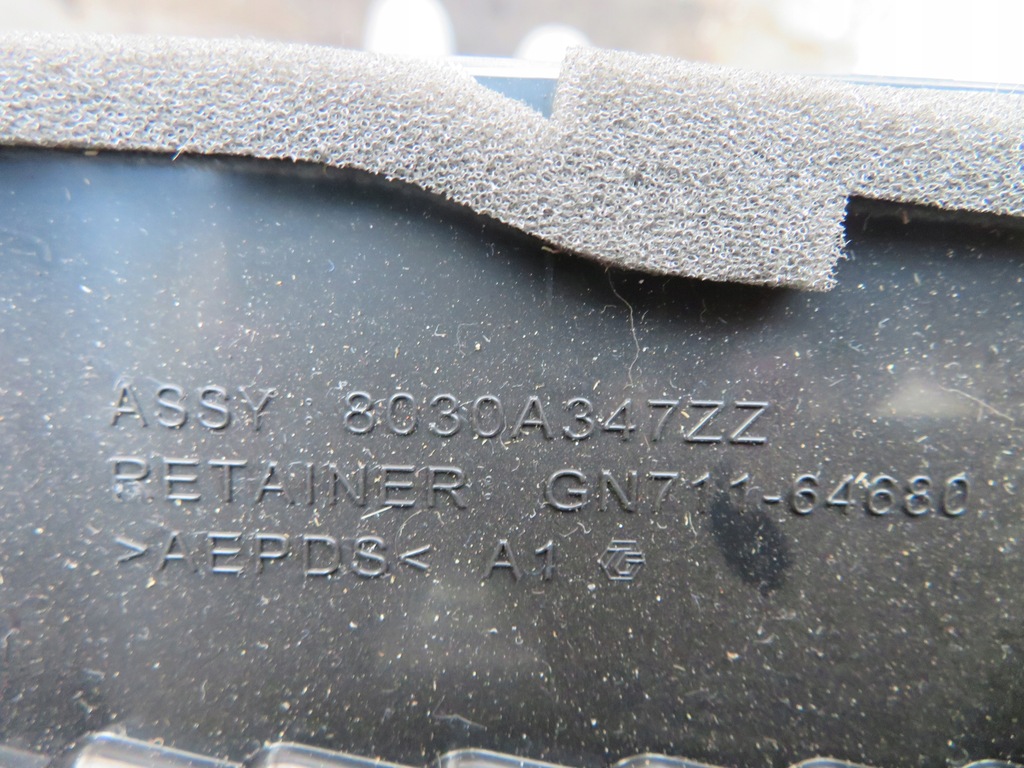 ASSY 8030A347ZZ
RETAINER GN711-64680
>AEPDS< A1